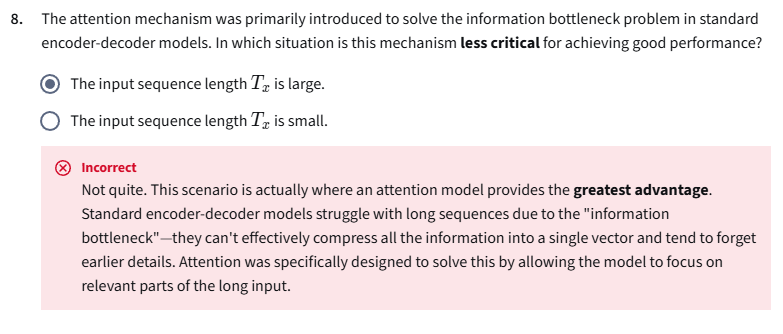 8. The attention mechanism was primarily introduced to solve the information bottleneck problem in standard
encoder-decoder models. In which situation is this mechanism less critical for achieving good performance?
The input sequence length Tₓ is large.
The input sequence length Tₓ is small.
Incorrect
Not quite. This scenario is actually where an attention model provides the greatest advantage.
Standard encoder-decoder models struggle with long sequences due to the "information
bottleneck"—they can't effectively compress all the information into a single vector and tend to forget
earlier details. Attention was specifically designed to solve this by allowing the model to focus on
relevant parts of the long input.